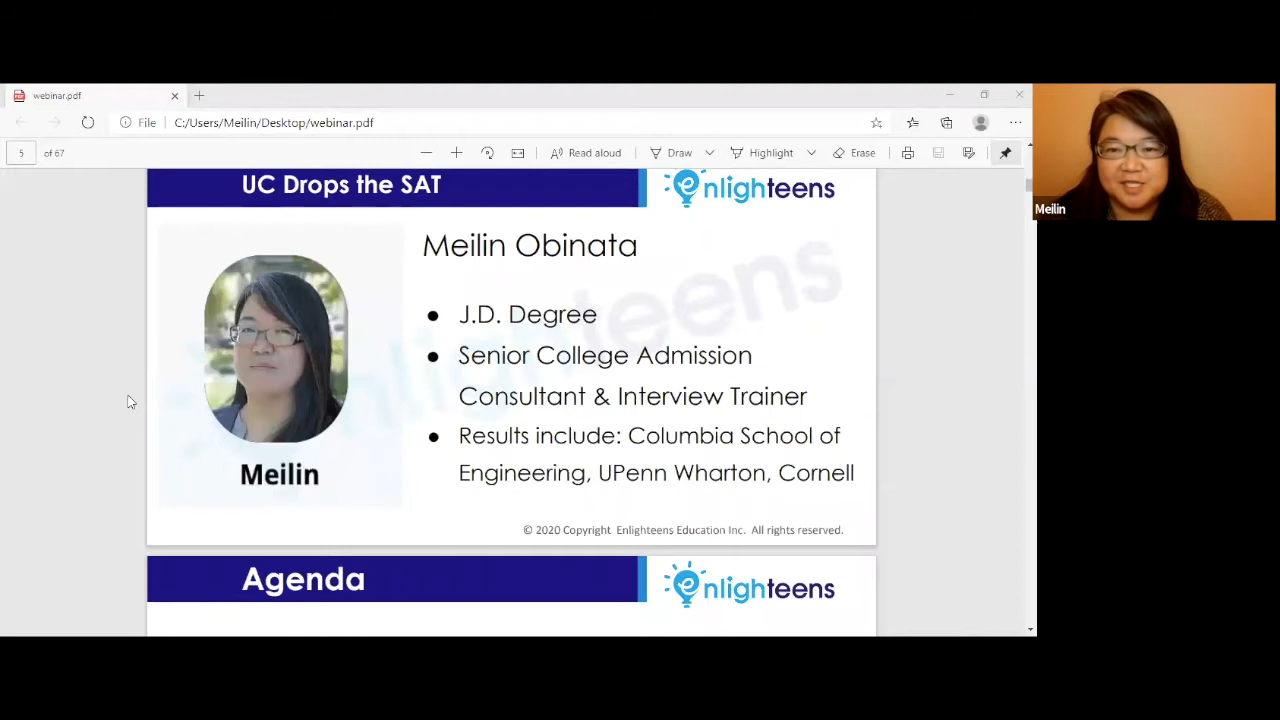 webinar.pdf
File
C:/Users/Meilin/Desktop/webinar.pdf
5
of 67
Read aloud
Draw
Highlight
Erase
UC Drops the SAT
enlighteens
Meilin Obinata
● J.D. Degree
● Senior College Admission
Consultant & Interview Trainer
● Results include: Columbia School of
Engineering, UPenn Wharton, Cornell
Meilin
enlighteens
© 2020 Copyright Enlighteens Education Inc. All rights reserved.
Agenda
enlighteens
Meilin